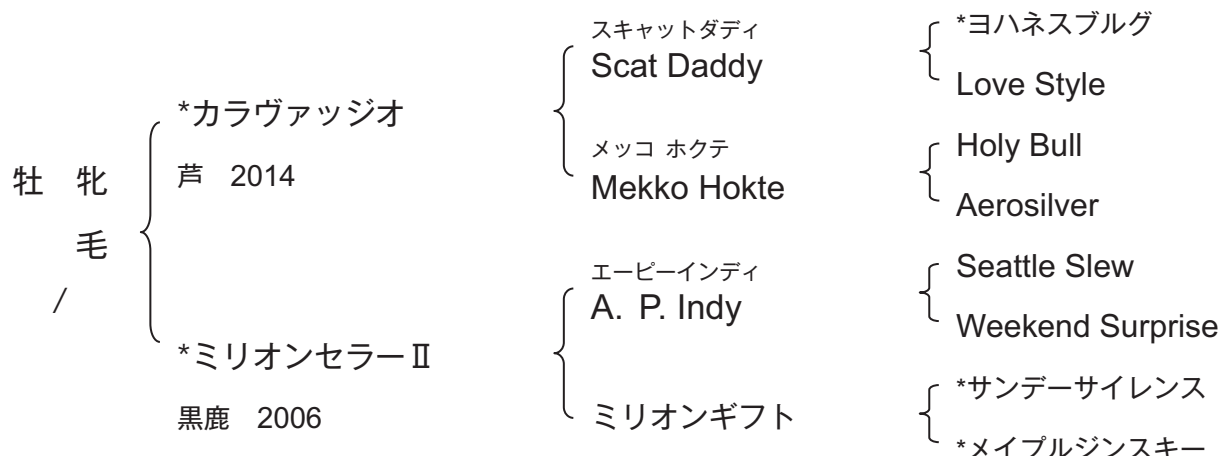 牡 牝
毛
/
*カラヴァッジオ
芦 2014
*ミリオンセラーⅡ
黒鹿 2006
スキャットダディ
Scat Daddy
メッコ ホクテ
Mekko Hokte
エーピーインディ
A. P. Indy
ミリオンギフト
*ヨハネスブルグ
Love Style
Holy Bull
Aerosilver
Seattle Slew
Weekend Surprise
*サンデーサイレンス
*メイプルジンスキー